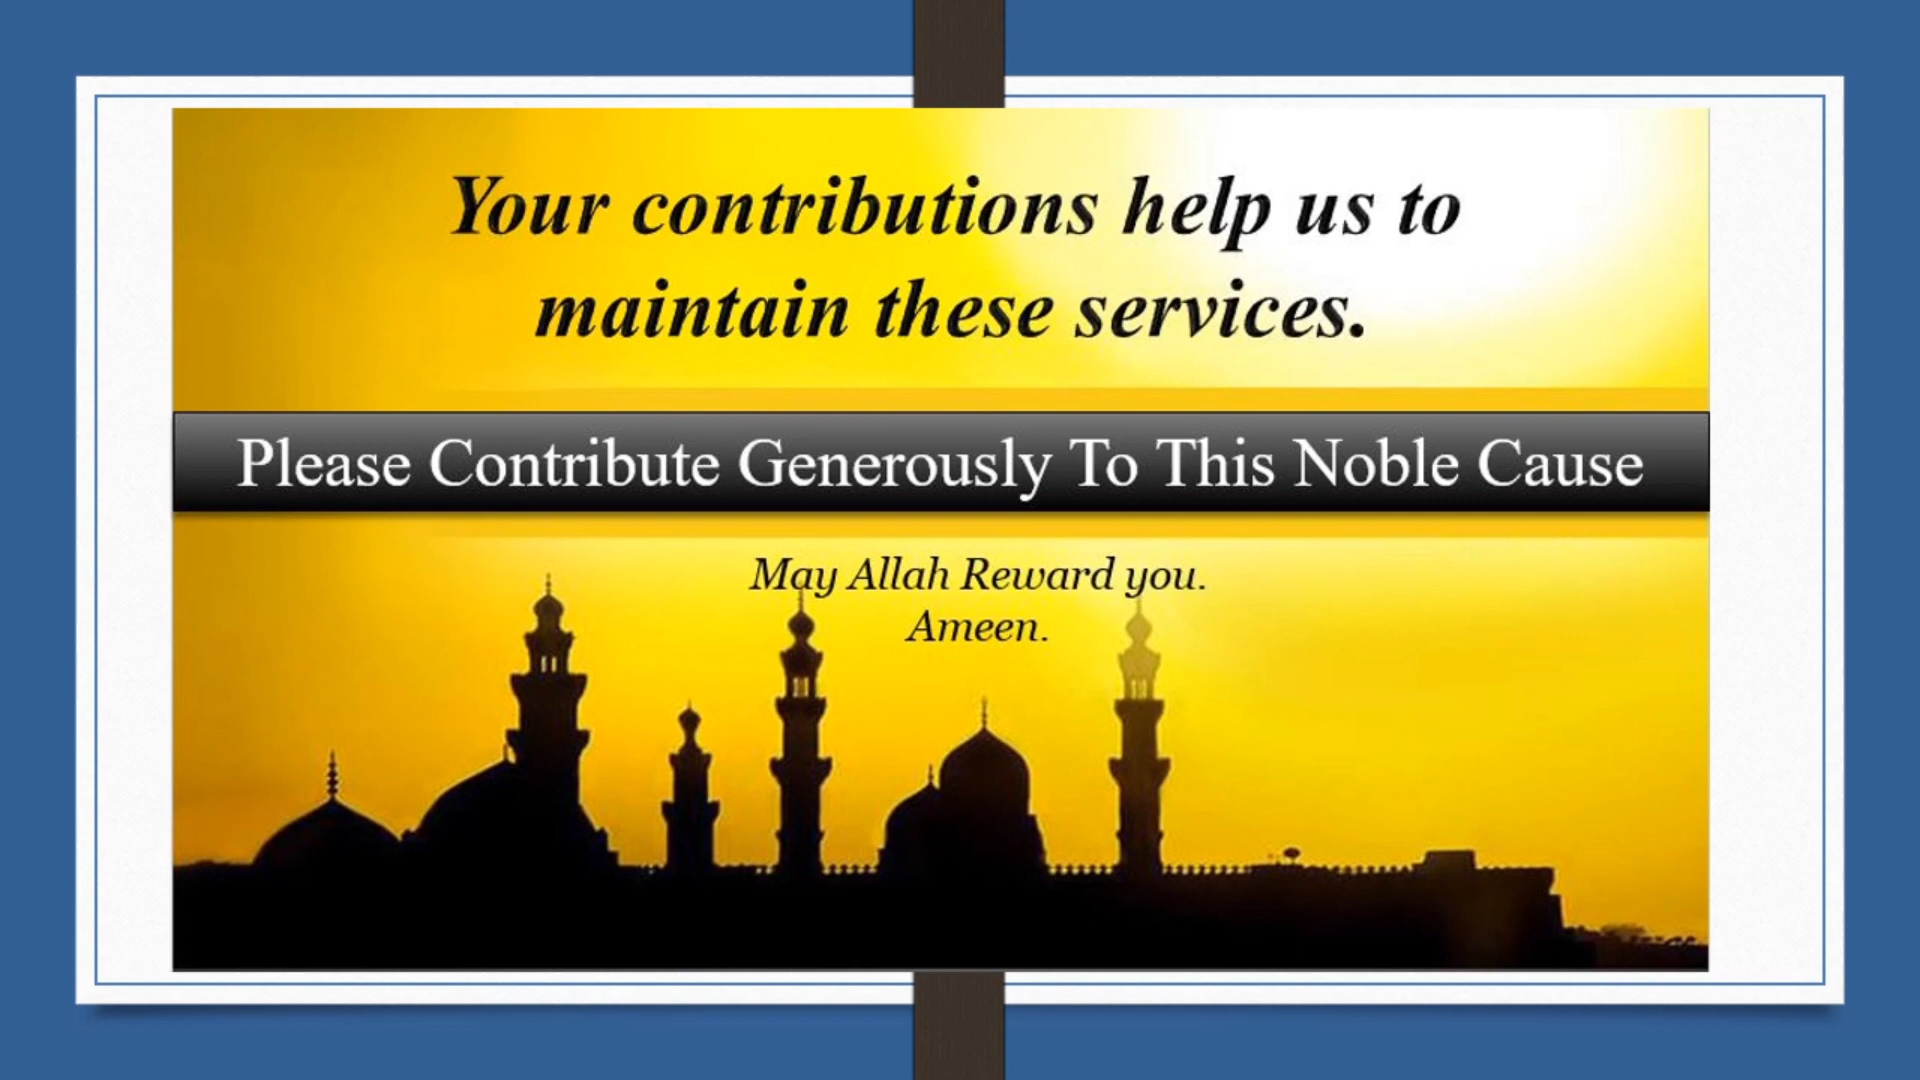 Your contributions help us to
maintain these services.
Please Contribute Generously To This Noble Cause
May Allah Reward you.
Ameen.